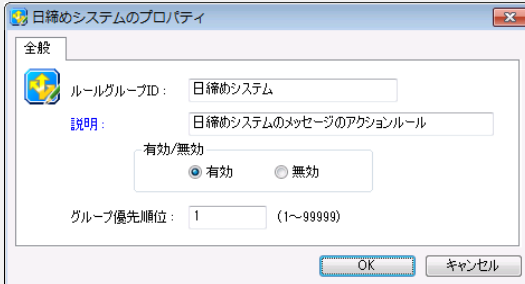 日締めシステムのプロパティ
全般
ルールグループID： 日締めシステム
説明： 日締めシステムのメッセージのアクションルール
有効/無効
有効 無効
グループ優先順位： 1 (1～99999)
OK キャンセル